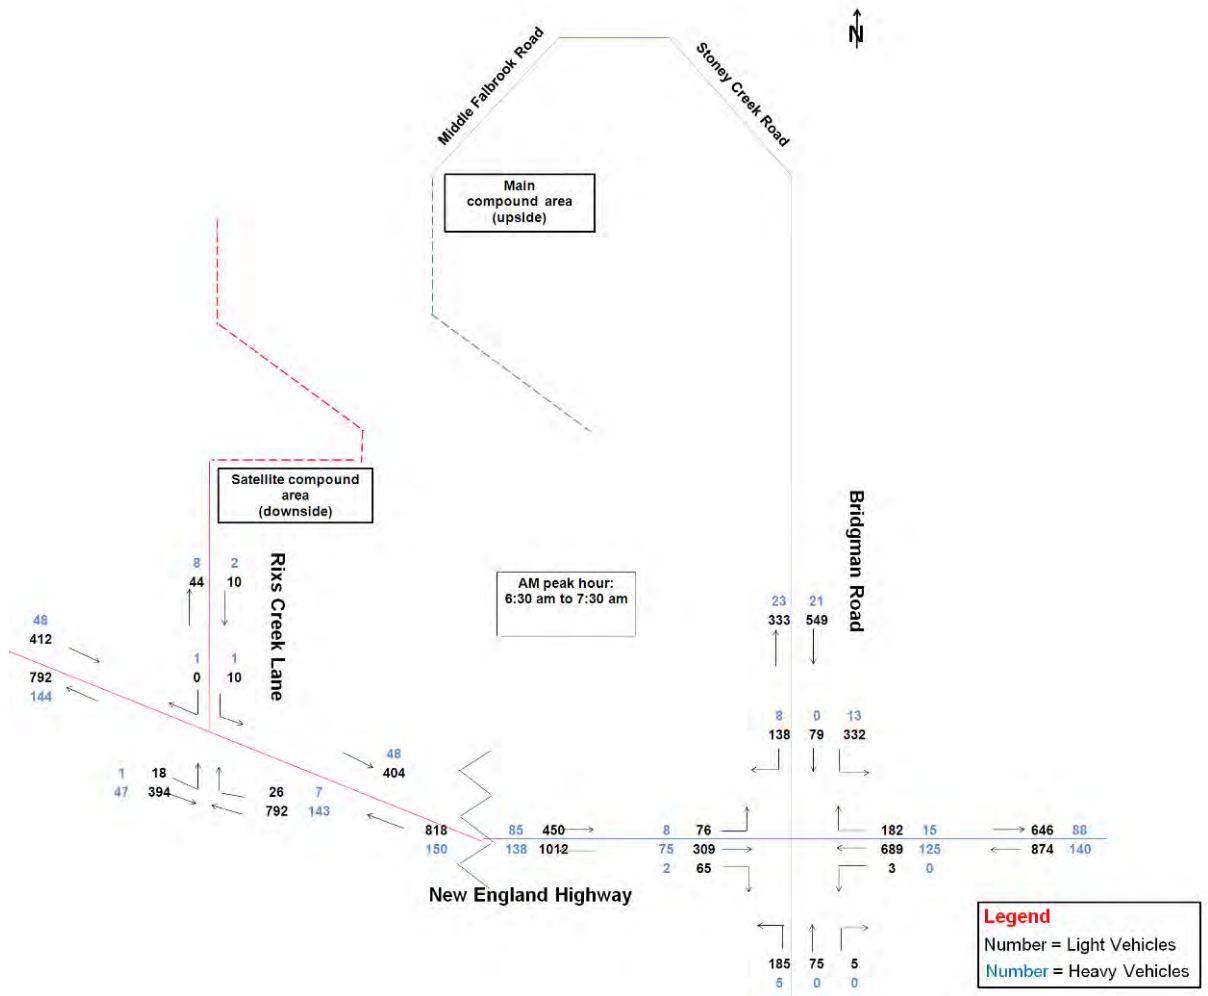 N
Middle Falbrook Road
Stoney Creek Road
Main
compound area
(upside)
Satellite compound
area
(downside)
Bridgman Road
Rixs Creek Lane
AM peak hour:
6:30 am to 7:30 am
8 2
44 10
23 21
333 549
48
412
1 1
0 10
792
144
8 0 13
138 79 332
48
404
1 18
47 394
26 7
792 143
818
150
85 450
138 1012
8 76
75 309
2 65
182 15
689 125
3 0
646 88
874 140
New England Highway
185 75 5
5 0 0
Legend
Number = Light Vehicles
Number = Heavy Vehicles